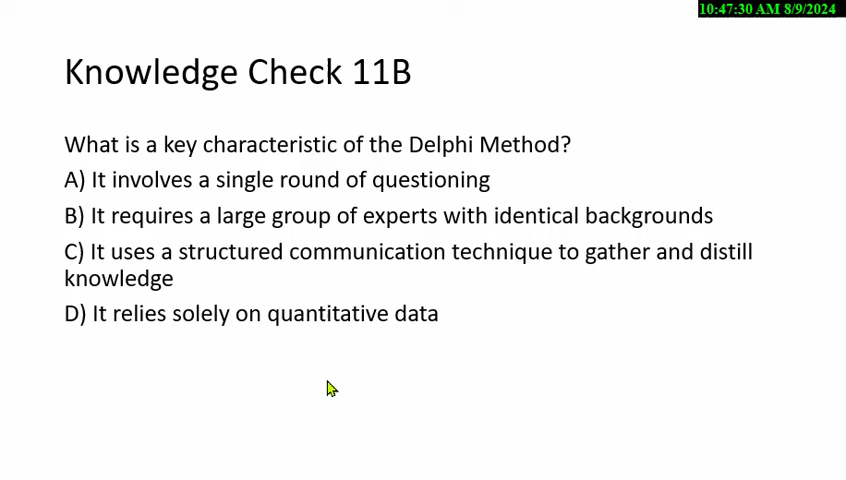 10:47:30 AM 8/9/2024
Knowledge Check 11B
What is a key characteristic of the Delphi Method?
A) It involves a single round of questioning
B) It requires a large group of experts with identical backgrounds
C) It uses a structured communication technique to gather and distill
knowledge
D) It relies solely on quantitative data